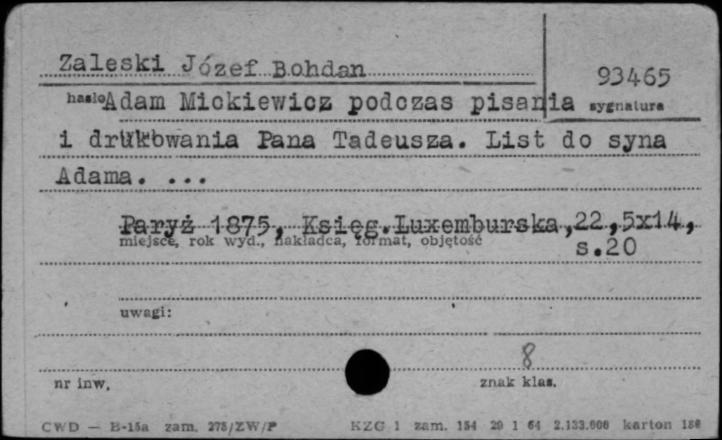 Zaleski Józef Bohdan
93465
hasło Adam Mickiewicz podczas pisania sygnatura
i drukowania Pana Tadeusza. List do syna
Adama. ...
Paryż 1875, Księg.Luxemburska,22,5x14,
miejsce, rok wyd., nakładca, format, objętość
s.20
uwagi:
8
nr inw. znak klas.
CWD — B-15a zam. 278/ZW/P KZG 1 zam. 154 29 1 64 2.133.000 karton